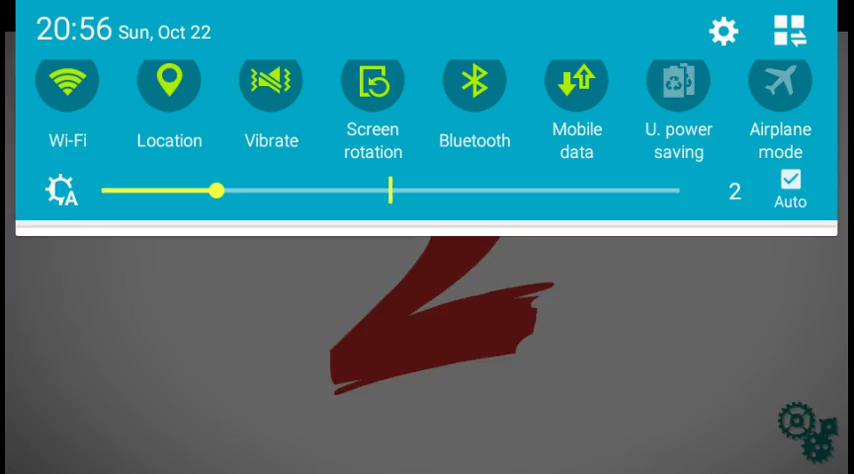 20:56 Sun, Oct 22
Wi-Fi
Location
Vibrate
Screen
rotation
Bluetooth
Mobile
data
U. power
saving
Airplane
mode
A
2
Auto
2